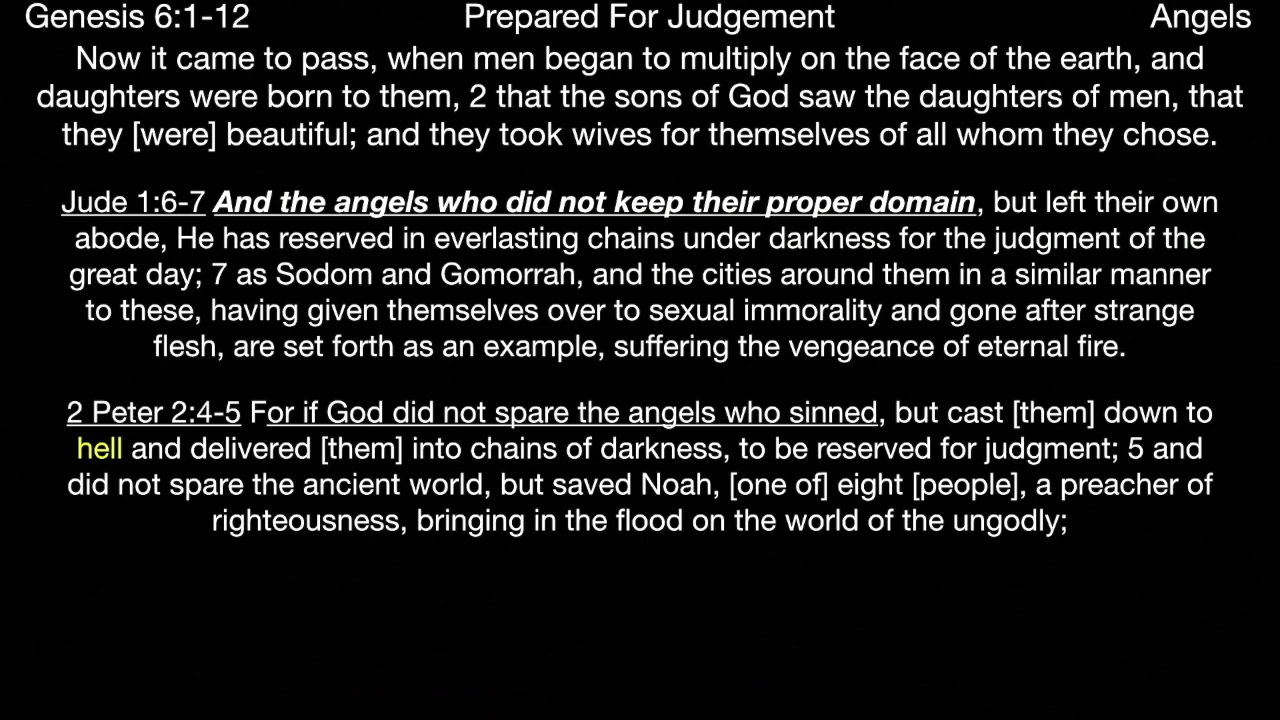 Genesis 6:1-12 Prepared For Judgement Angels
Now it came to pass, when men began to multiply on the face of the earth, and
daughters were born to them, 2 that the sons of God saw the daughters of men, that
they [were] beautiful; and they took wives for themselves of all whom they chose.
Jude 1:6-7 And the angels who did not keep their proper domain, but left their own
abode, He has reserved in everlasting chains under darkness for the judgment of the
great day; 7 as Sodom and Gomorrah, and the cities around them in a similar manner
to these, having given themselves over to sexual immorality and gone after strange
flesh, are set forth as an example, suffering the vengeance of eternal fire.
2 Peter 2:4-5 For if God did not spare the angels who sinned, but cast [them] down to
hell and delivered [them] into chains of darkness, to be reserved for judgment; 5 and
did not spare the ancient world, but saved Noah, [one of] eight [people], a preacher of
righteousness, bringing in the flood on the world of the ungodly;